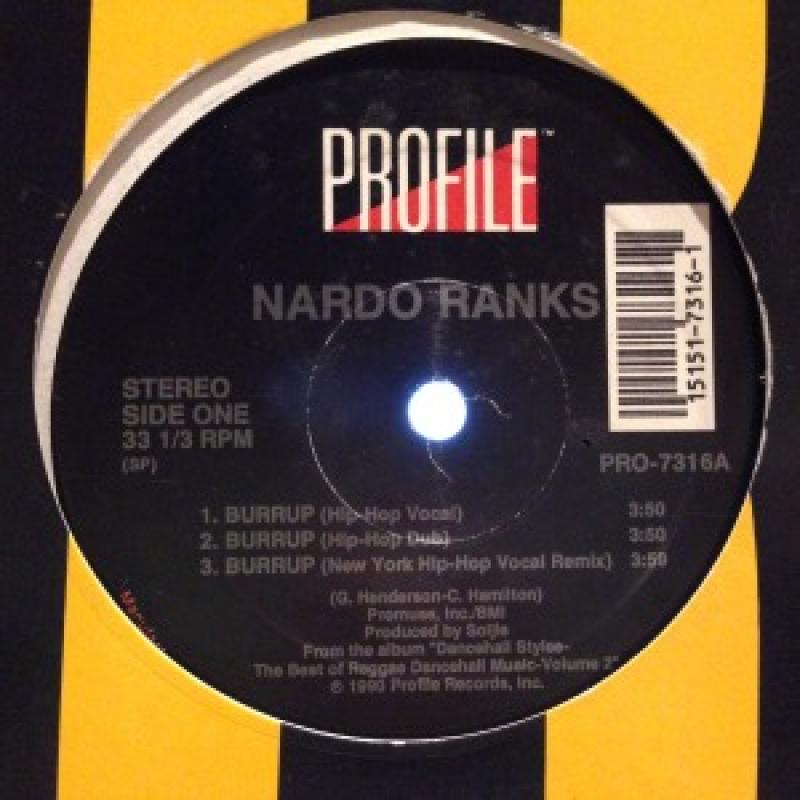 PROFILE™
NARDO RANKS
15151-7316-1
STEREO
SIDE ONE
33 1/3 RPM
(SP)
PRO-7316A
1. BURRUP (Hip-Hop Vocal) 3:50
2. BURRUP (Hip-Hop Dub) 3:50
3. BURRUP (New York Hip-Hop Vocal Remix) 3:50
(G. Henderson-C. Hamilton)
Promuse, Inc./BMI
Produced by Soljie
From the album "Dancehall Styles-
The Best of Reggae Dancehall Music-Volume 2"
℗ 1990 Profile Records, Inc.